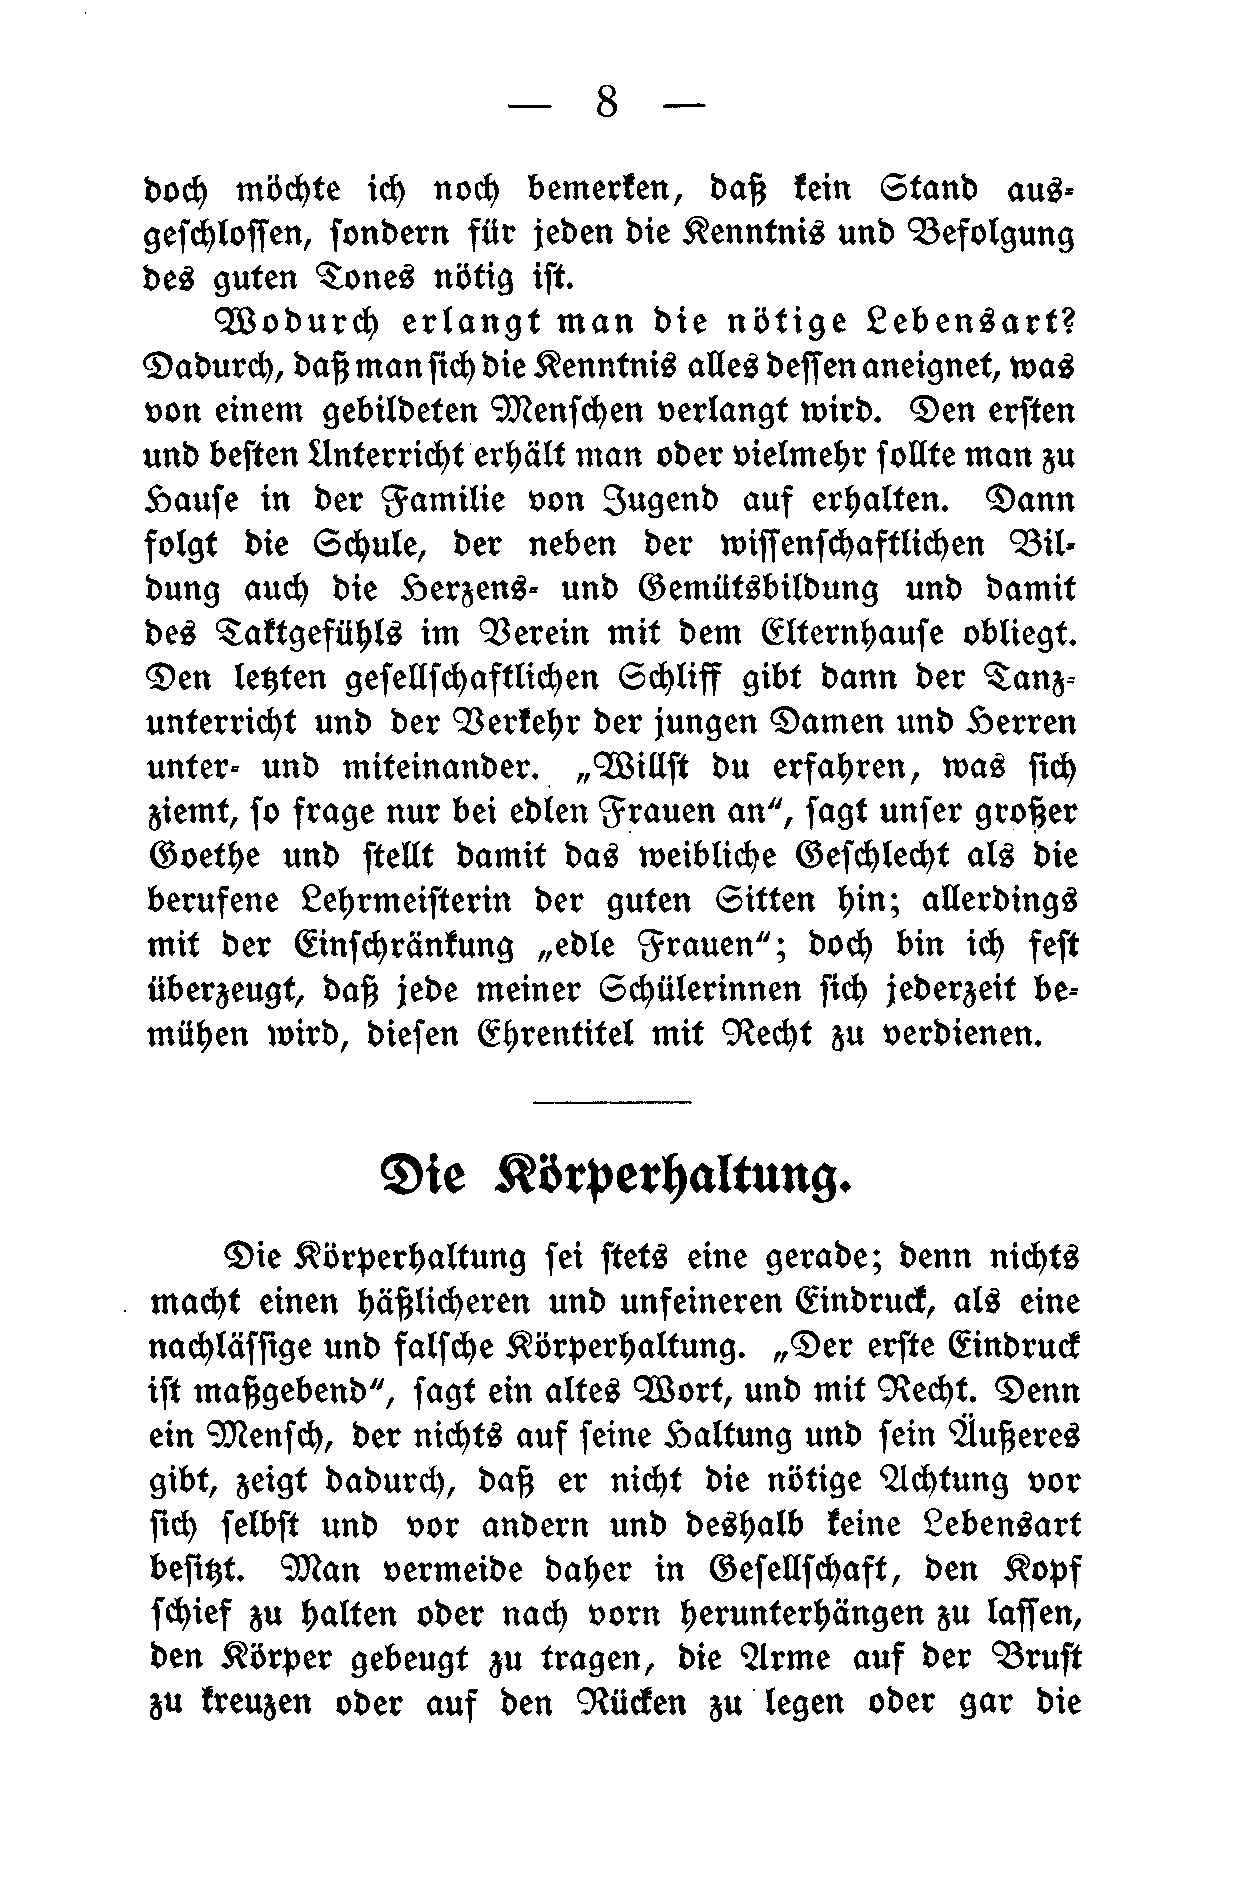 — 8 —
doch möchte ich noch bemerken, daß kein Stand aus-
geschlossen, sondern für jeden die Kenntnis und Befolgung
des guten Tones nötig ist.
Wodurch erlangt man die nötige Lebensart?
Dadurch, daß man sich die Kenntnis alles dessen aneignet, was
von einem gebildeten Menschen verlangt wird. Den ersten
und besten Unterricht erhält man oder vielmehr sollte man zu
Hause in der Familie von Jugend auf erhalten. Dann
folgt die Schule, der neben der wissenschaftlichen Bil-
dung auch die Herzens- und Gemütsbildung und damit
des Taktgefühls im Verein mit dem Elternhause obliegt.
Den letzten gesellschaftlichen Schliff gibt dann der Tanz-
unterricht und der Verkehr der jungen Damen und Herren
unter- und miteinander. „Willst du erfahren, was sich
ziemt, so frage nur bei edlen Frauen an", sagt unser großer
Goethe und stellt damit das weibliche Geschlecht als die
berufene Lehrmeisterin der guten Sitten hin; allerdings
mit der Einschränkung „edle Frauen"; doch bin ich fest
überzeugt, daß jede meiner Schülerinnen sich jederzeit be-
mühen wird, diesen Ehrentitel mit Recht zu verdienen.
Die Körperhaltung.
Die Körperhaltung sei stets eine gerade; denn nichts
macht einen häßlicheren und unfeineren Eindruck, als eine
nachlässige und falsche Körperhaltung. „Der erste Eindruck
ist maßgebend", sagt ein altes Wort, und mit Recht. Denn
ein Mensch, der nichts auf seine Haltung und sein Äußeres
gibt, zeigt dadurch, daß er nicht die nötige Achtung vor
sich selbst und vor andern und deshalb keine Lebensart
besitzt. Man vermeide daher in Gesellschaft, den Kopf
schief zu halten oder nach vorn herunterhängen zu lassen,
den Körper gebeugt zu tragen, die Arme auf der Brust
zu kreuzen oder auf den Rücken zu legen oder gar die